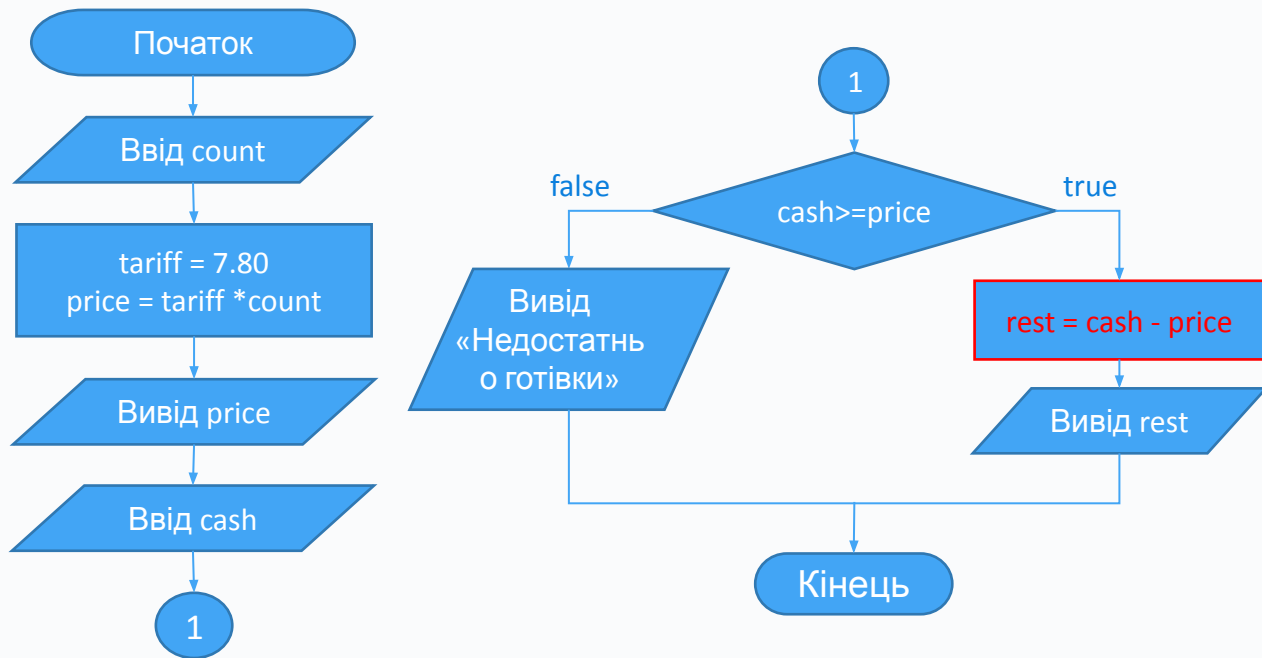 Початок
Ввід count
tariff = 7.80
price = tariff *count
Вивід price
Ввід cash
1
1
cash>=price
false
true
Вивід
«Недостатнь
о готівки»
rest = cash - price
Вивід rest
Кінець